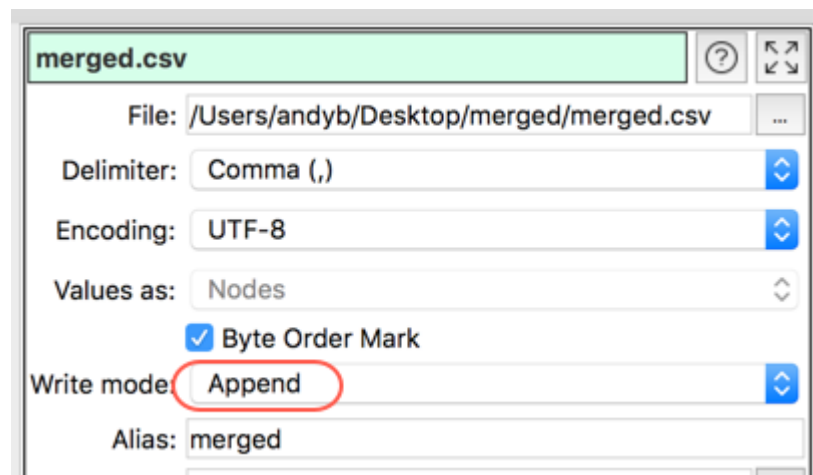 merged.csv
File: /Users/andyb/Desktop/merged/merged.csv ...
Delimiter: Comma (,)
Encoding: UTF-8
Values as: Nodes
Byte Order Mark
Write mode: Append
Alias: merged